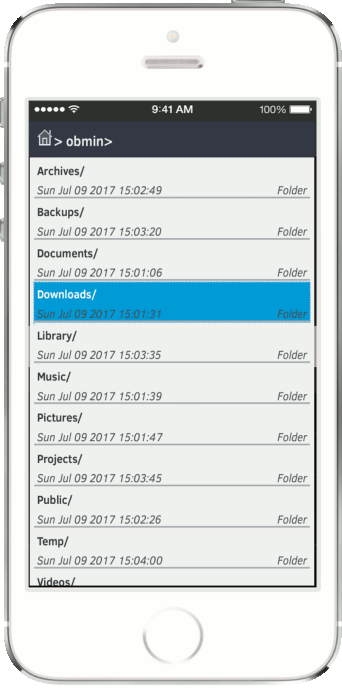 9:41 AM 100%
> obmin>
Archives/
Sun Jul 09 2017 15:02:49 Folder
Backups/
Sun Jul 09 2017 15:03:20 Folder
Documents/
Sun Jul 09 2017 15:01:06 Folder
Downloads/
Sun Jul 09 2017 15:01:31 Folder
Library/
Sun Jul 09 2017 15:03:35 Folder
Music/
Sun Jul 09 2017 15:01:39 Folder
Pictures/
Sun Jul 09 2017 15:01:47 Folder
Projects/
Sun Jul 09 2017 15:03:45 Folder
Public/
Sun Jul 09 2017 15:02:26 Folder
Temp/
Sun Jul 09 2017 15:04:00 Folder
Videos/